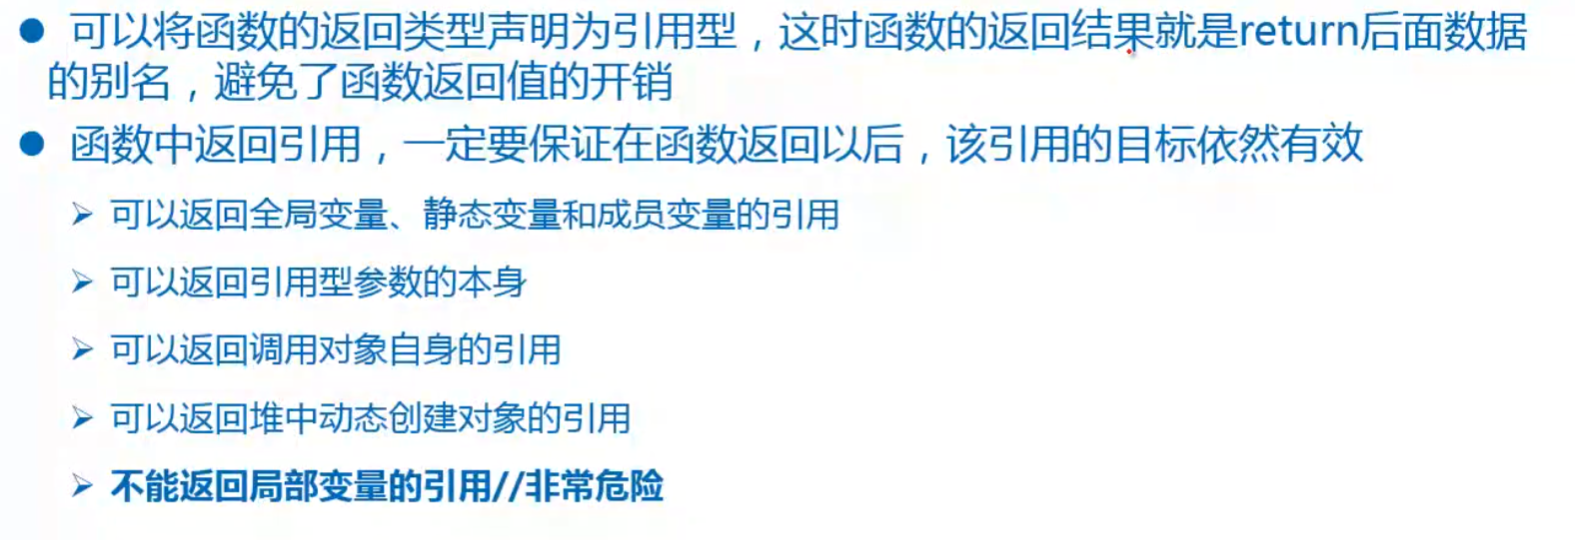 ● 可以将函数的返回类型声明为引用型，这时函数的返回结果就是return后面数据
的别名，避免了函数返回值的开销
● 函数中返回引用，一定要保证在函数返回以后，该引用的目标依然有效
➢ 可以返回全局变量、静态变量和成员变量的引用
➢ 可以返回引用型参数的本身
➢ 可以返回调用对象自身的引用
➢ 可以返回堆中动态创建对象的引用
➢ 不能返回局部变量的引用//非常危险